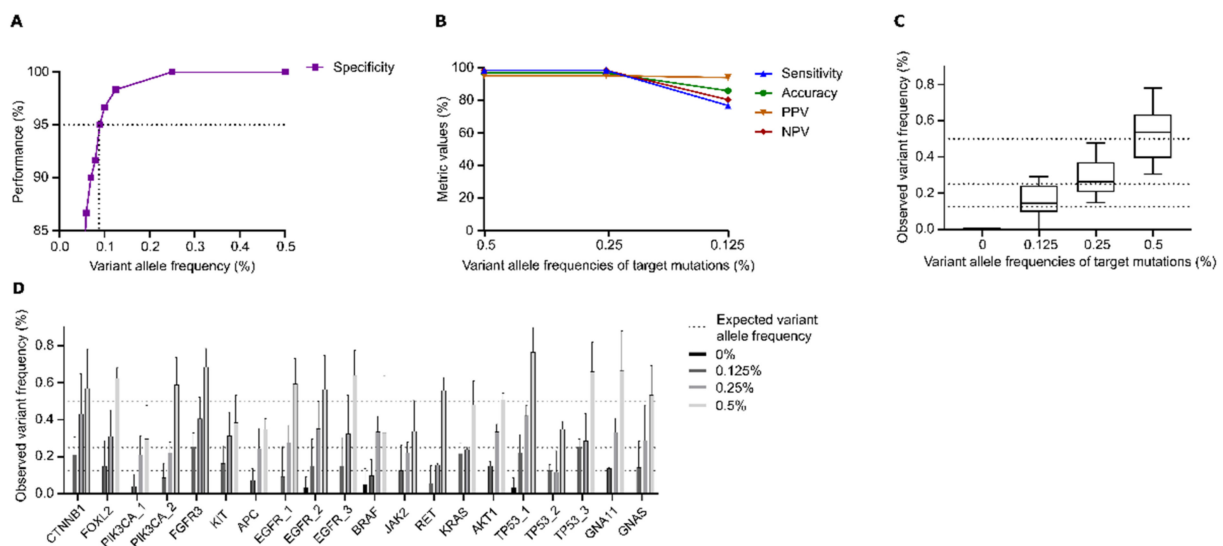 A
Performance (%)
100
95
90
85
0.0 0.1 0.2 0.3 0.4 0.5
Variant allele frequency (%)
Specificity
B
Metric values (%)
100
80
60
40
20
0
0.5 0.25 0.125
Variant allele frequencies of target mutations (%)
Sensitivity
Accuracy
PPV
NPV
C
Observed variant frequency (%)
0.8
0.6
0.4
0.2
0.0
0 0.125 0.25 0.5
Variant allele frequencies of target mutations (%)
D
Observed variant frequency (%)
0.8
0.6
0.4
0.2
0.0
CTNNB1
FOXL2
PIK3CA_1
PIK3CA_2
FGFR3
KIT
APC
EGFR_1
EGFR_2
EGFR_3
BRAF
JAK2
RET
KRAS
AKT1
TP53_1
TP53_2
TP53_3
GNA11
GNAS
Expected variant
allele frequency
0%
0.125%
0.25%
0.5%